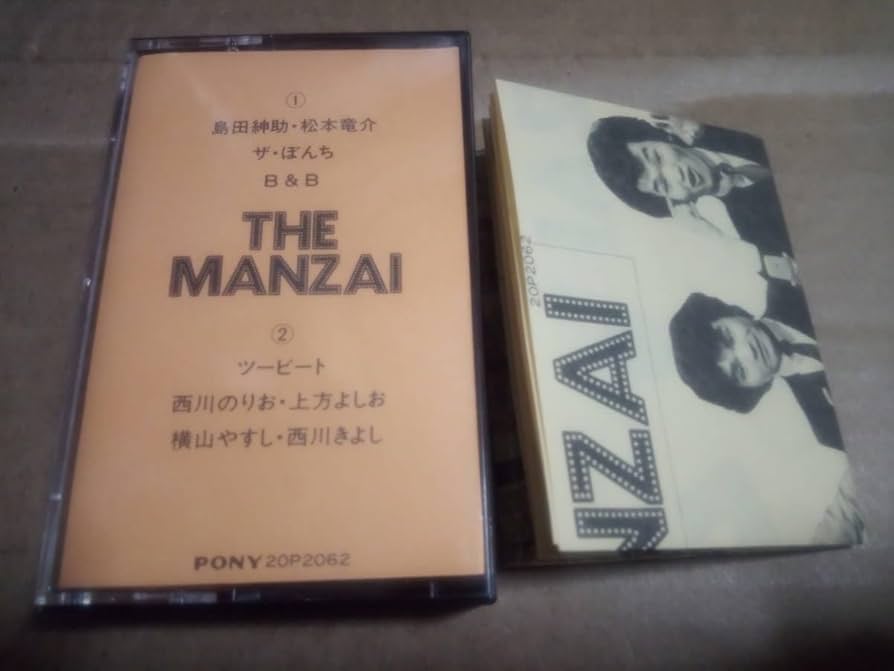 ①
島田紳助・松本竜介
ザ・ぼんち
B & B
THE
MANZAI
②
ツービート
西川のりお・上方よしお
横山やすし・西川きよし
PONY 20P2062
20P2062
NZAI